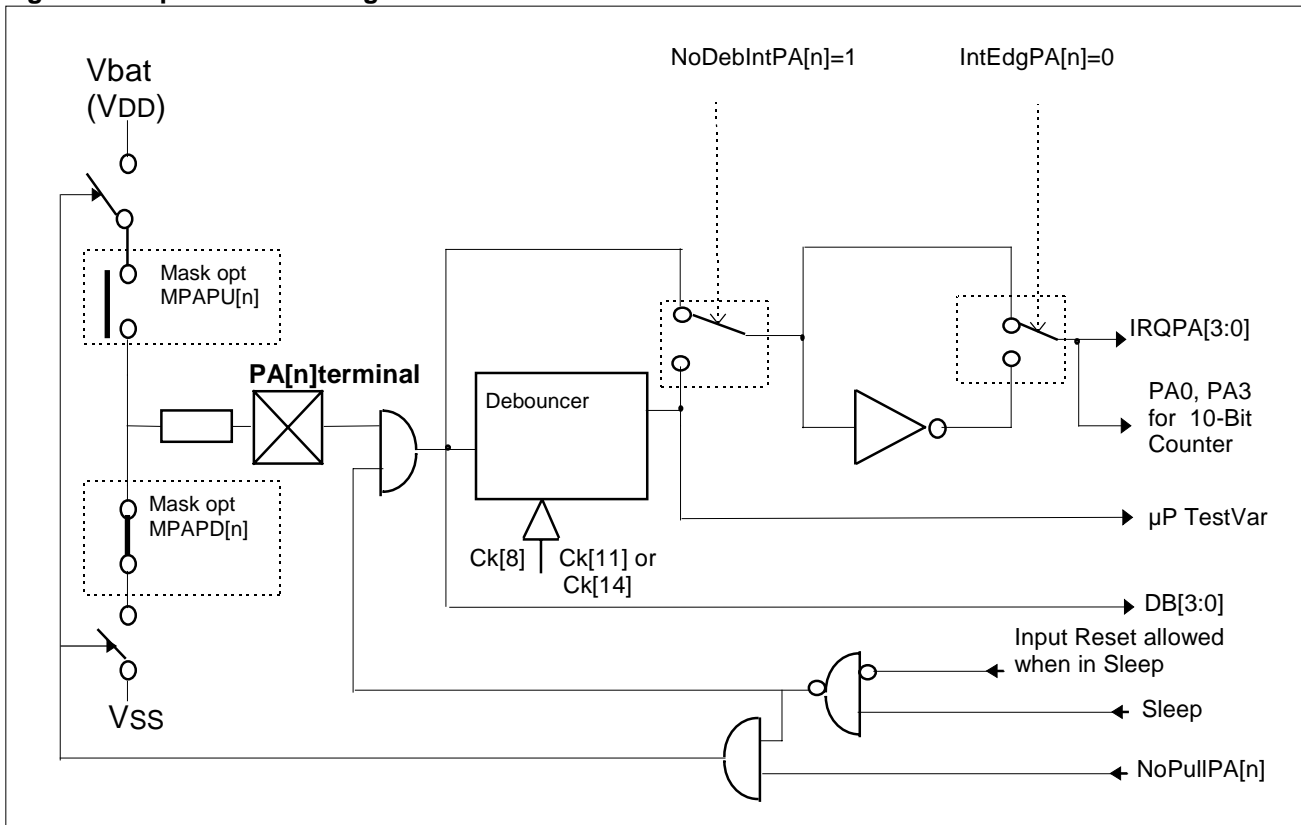 Vbat
(VDD)
NoDebIntPA[n]=1
IntEdgPA[n]=0
Mask opt
MPAPU[n]
IRQPA[3:0]
PA[n]terminal
Debouncer
PA0, PA3
for 10-Bit
Counter
Mask opt
MPAPD[n]
µP TestVar
Ck[8]
Ck[11] or
Ck[14]
DB[3:0]
Input Reset allowed
when in Sleep
VSS
Sleep
NoPullPA[n]